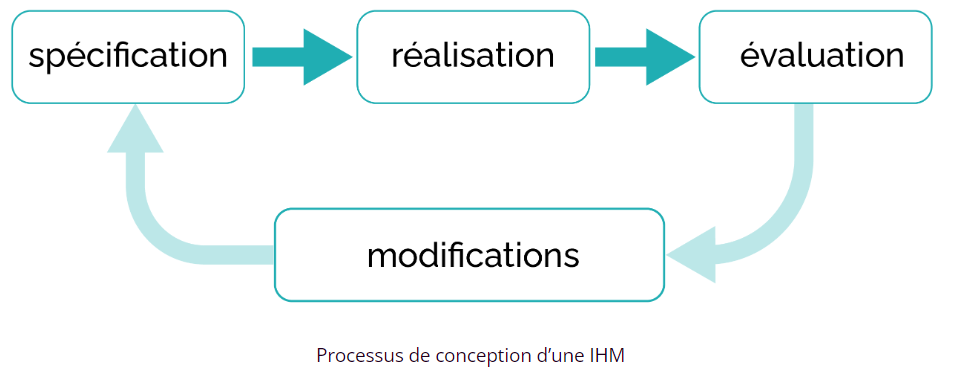 spécification
réalisation
évaluation
modifications
Processus de conception d’une IHM